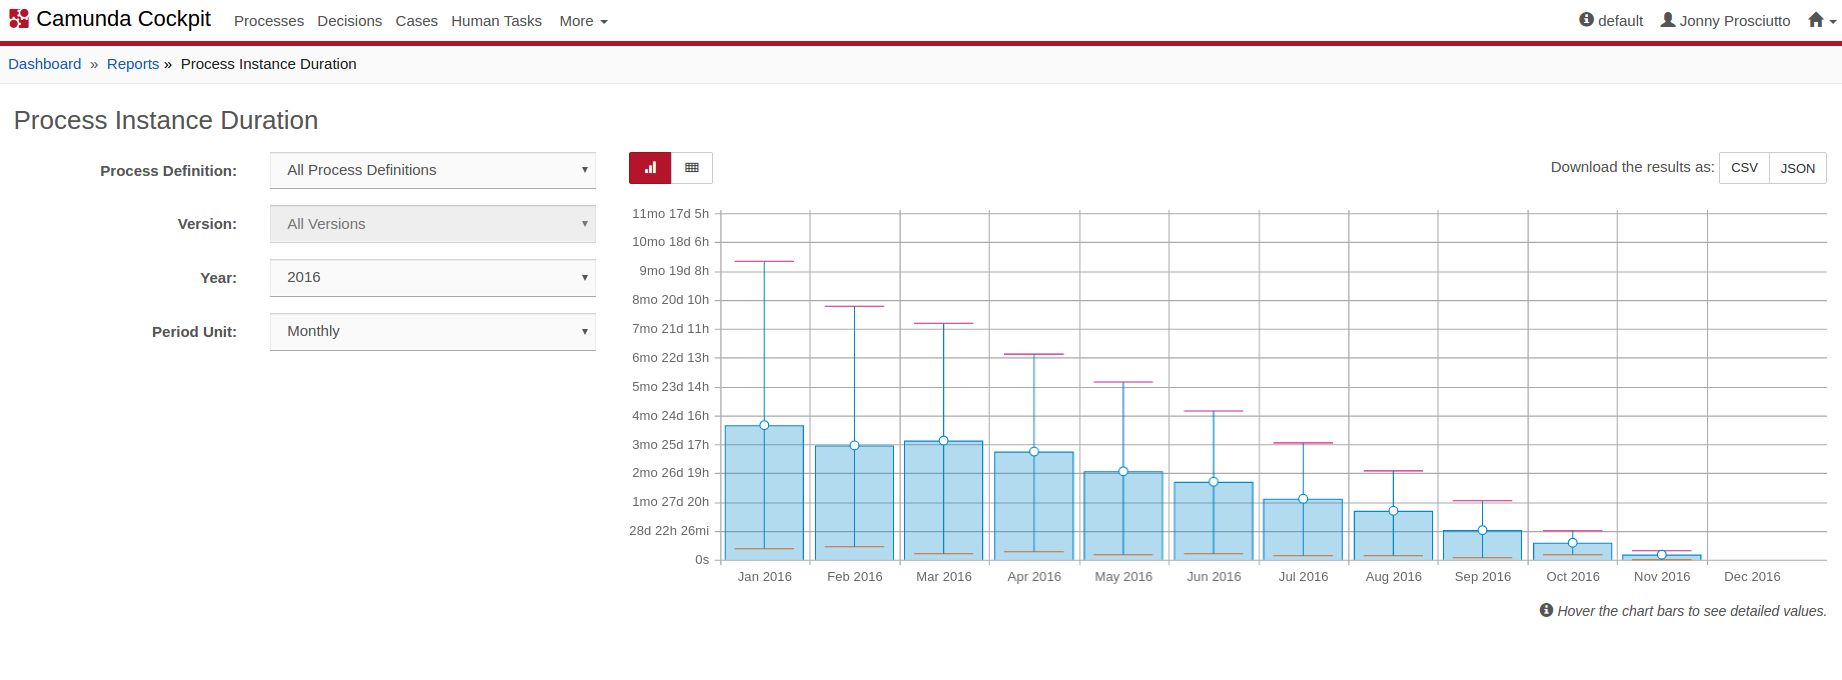 Camunda Cockpit Processes Decisions Cases Human Tasks More default Jonny Prosciutto
Dashboard » Reports » Process Instance Duration
Process Instance Duration
Process Definition: All Process Definitions
Version: All Versions
Year: 2016
Period Unit: Monthly
Download the results as: CSV JSON
11mo 17d 5h
10mo 18d 6h
9mo 19d 8h
8mo 20d 10h
7mo 21d 11h
6mo 22d 13h
5mo 23d 14h
4mo 24d 16h
3mo 25d 17h
2mo 26d 19h
1mo 27d 20h
28d 22h 26mi
0s
Jan 2016 Feb 2016 Mar 2016 Apr 2016 May 2016 Jun 2016 Jul 2016 Aug 2016 Sep 2016 Oct 2016 Nov 2016 Dec 2016
Hover the chart bars to see detailed values.